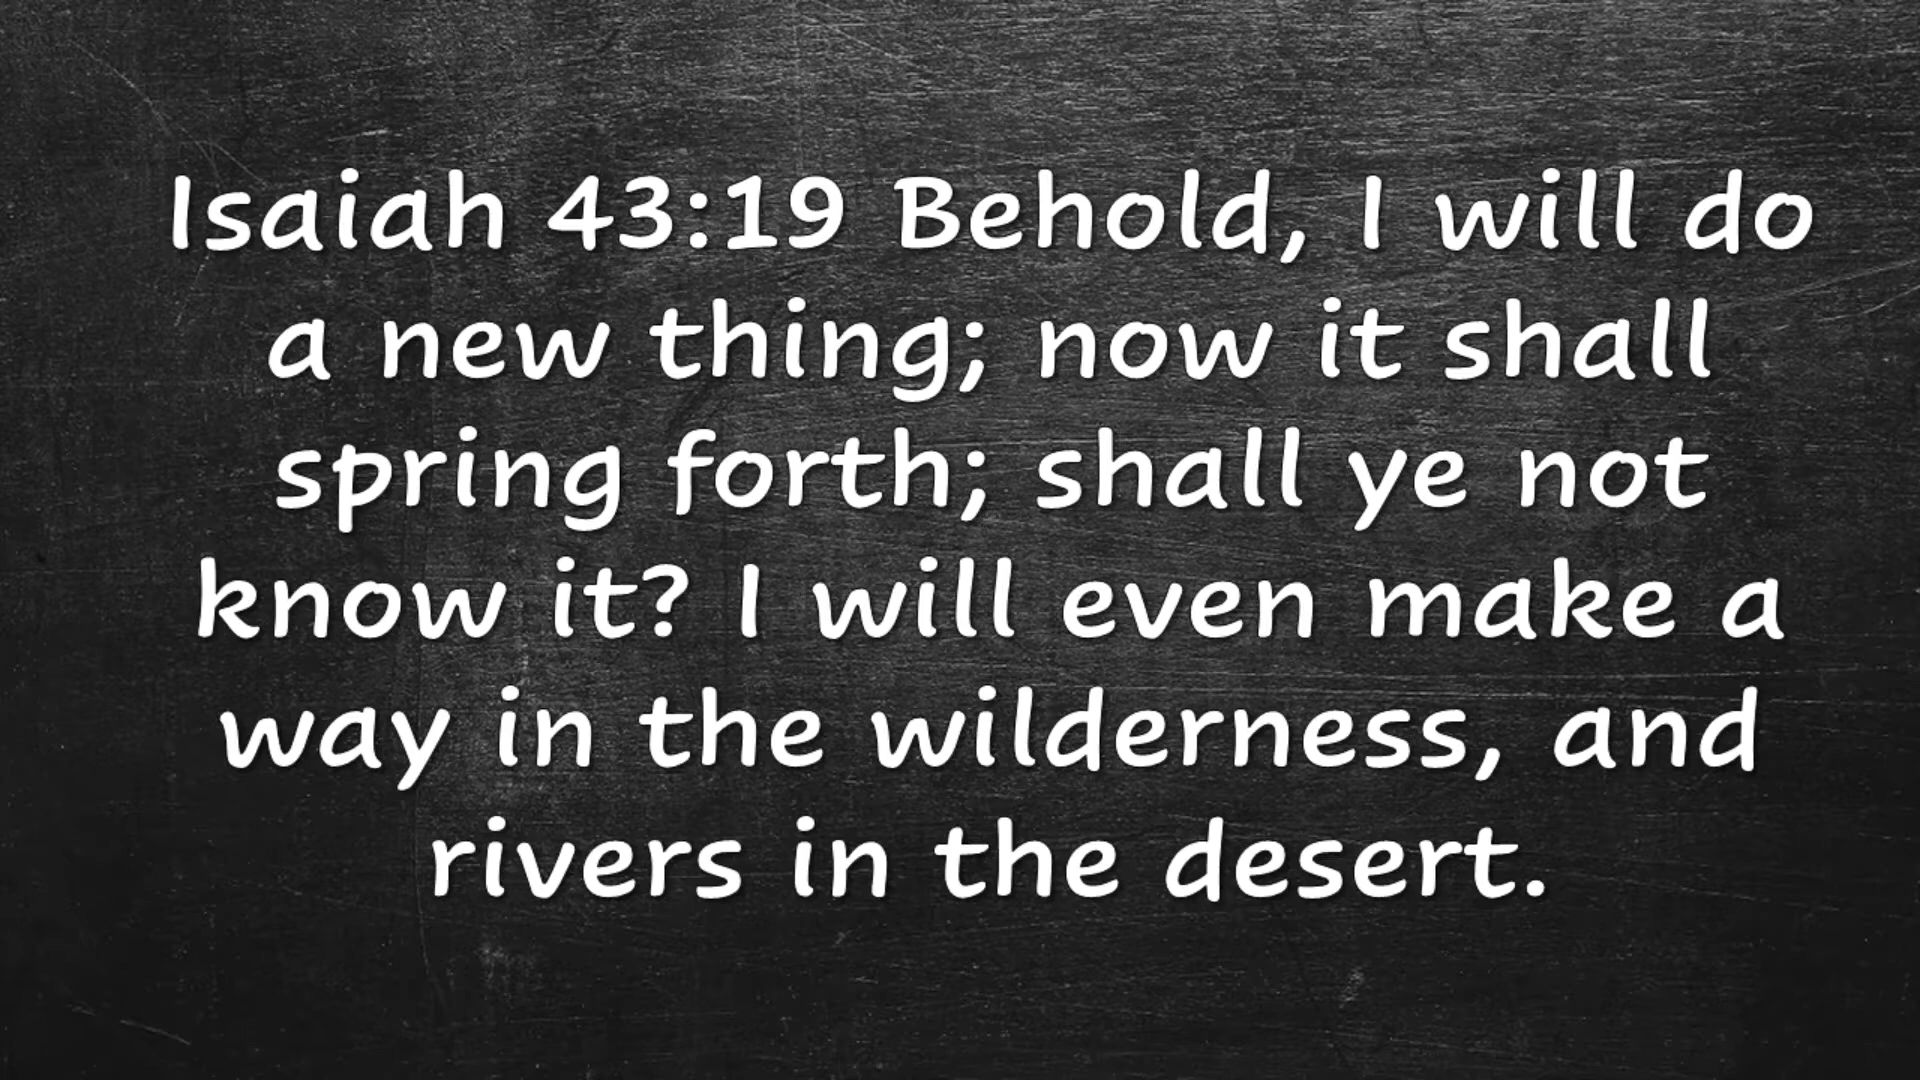 Isaiah 43:19 Behold, I will do
a new thing; now it shall
spring forth; shall ye not
know it? I will even make a
way in the wilderness, and
rivers in the desert.